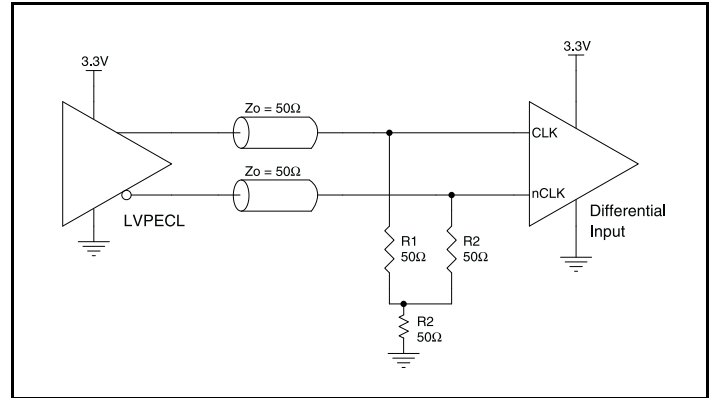 3.3V
3.3V
Zo = 50Ω
CLK
Zo = 50Ω
nCLK
LVPECL
Differential
Input
R1
50Ω
R2
50Ω
R2
50Ω